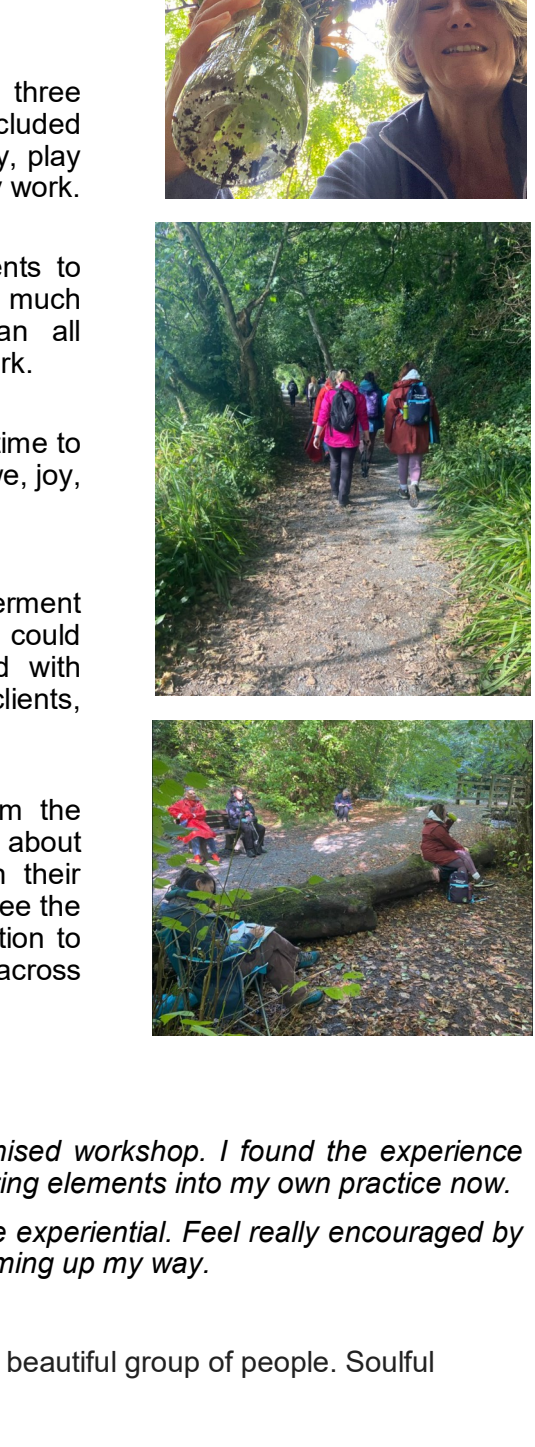 three
cluded
y, play
work.
ents to
much
an all
rk.
time to
e, joy,
erment
could
d with
clients,
m the
about
n their
ee the
tion to
across
nised workshop. I found the experience
ing elements into my own practice now.
e experiential. Feel really encouraged by
ming up my way.
beautiful group of people. Soulful